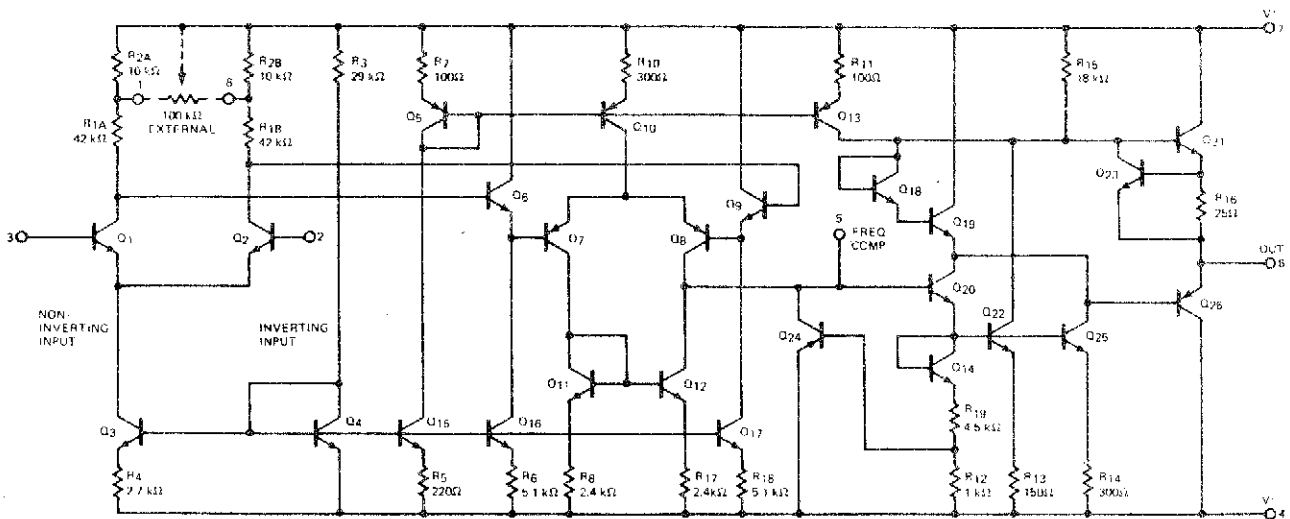 V+
7
R2A
10 kΩ
R2B
10 kΩ
R3
29 kΩ
R7
100Ω
R10
300Ω
R11
100Ω
R15
18 kΩ
1
8
100 kΩ
EXTERNAL
R1A
42 kΩ
R1B
42 kΩ
Q5
Q10
Q13
Q21
Q23
Q6
Q9
Q18
R16
25Ω
3
Q1
Q2
2
Q7
Q8
5
FREQ
COMP
Q19
OUT
6
Q20
Q26
NON-
INVERTING
INPUT
INVERTING
INPUT
Q24
Q22
Q25
Q11
Q12
Q14
Q3
Q4
Q15
Q16
Q17
R19
4.5 kΩ
R4
2.7 kΩ
R5
220Ω
R6
5.1 kΩ
R8
2.4 kΩ
R17
2.4kΩ
R18
5.1 kΩ
R12
1 kΩ
R13
150Ω
R14
300Ω
4